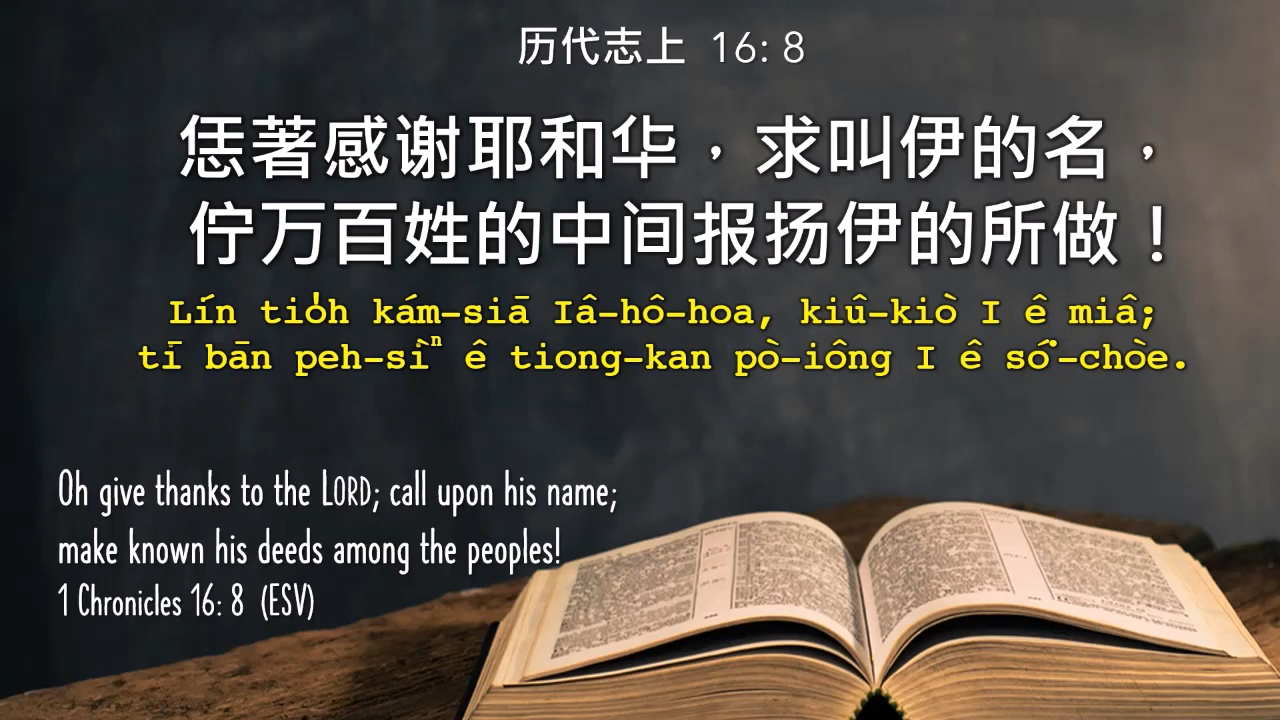 历代志上 16: 8
恁著感谢耶和华，求叫伊的名，
佇万百姓的中间报扬伊的所做！
Lín tio̍h kám-siā Iâ-hô-hoa, kiû-kiò I ê miâ;
tī bān peh-sìⁿ ê tiong-kan pò-iông I ê só͘-chòe.
Oh give thanks to the LORD; call upon his name;
make known his deeds among the peoples!
1 Chronicles 16: 8 (ESV)